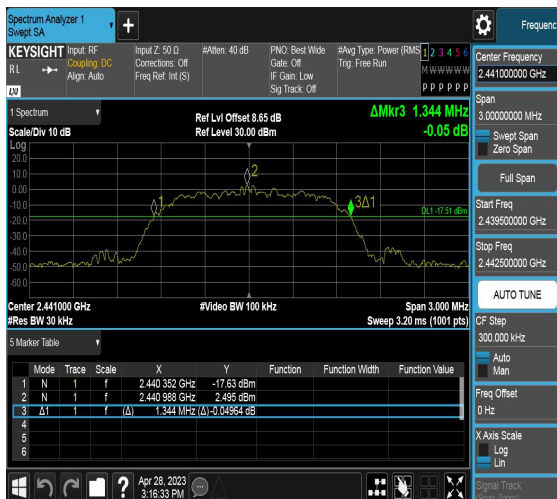 Spectrum Analyzer 1
Swept SA
Frequenc
KEYSIGHT Input: RF Input Z: 50 Ω #Atten: 40 dB PNO: Best Wide #Avg Type: Power (RMS 1 2 3 4 5 6
R L Coupling: DC Corrections: Off Gate: Off Trig: Free Run M W W W W W
Align: Auto Freq Ref: Int (S) IF Gain: Low
Sig Track: Off P P P P P P
LXI
1 Spectrum
Scale/Div 10 dB
Ref Lvl Offset 8.65 dB
Ref Level 30.00 dBm
ΔMkr3 1.344 MHz
-0.05 dB
Log
20.0
10.0
0.00
-10.0
-20.0
-30.0
-40.0
-50.0
-60.0
1
2
3Δ1
DL1 -17.51 dBm
Center 2.441000 GHz #Video BW 100 kHz Span 3.000 MHz
#Res BW 30 kHz Sweep 3.20 ms (1001 pts)
5 Marker Table
Mode Trace Scale X Y Function Function Width Function Value
1 N 1 f 2.440 352 GHz -17.63 dBm
2 N 1 f 2.440 988 GHz 2.495 dBm
3 Δ1 1 f (Δ) 1.344 MHz (Δ) -0.04964 dB
4
5
6
Center Frequency
2.441000000 GHz
Span
3.00000000 MHz
Swept Span
Zero Span
Full Span
Start Freq
2.439500000 GHz
Stop Freq
2.442500000 GHz
AUTO TUNE
CF Step
300.000 kHz
Auto
Man
Freq Offset
0 Hz
X Axis Scale
Log
Lin
Signal Track
(Span Zoom)
?
Apr 28, 2023
3:16:33 PM